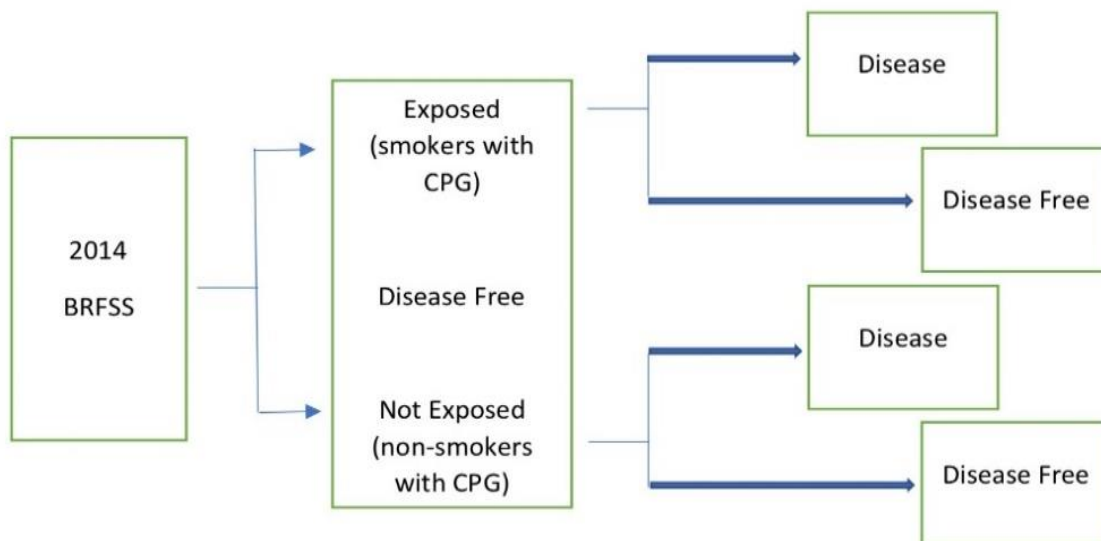 2014
BRFSS
Exposed
(smokers with
CPG)
Disease Free
Not Exposed
(non-smokers
with CPG)
Disease
Disease Free
Disease
Disease Free